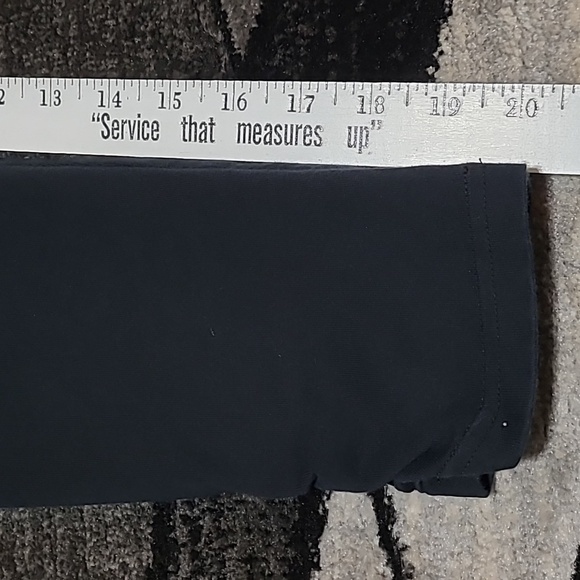 2 13 14 15 16 17 18 19 20
"Service that measures up"